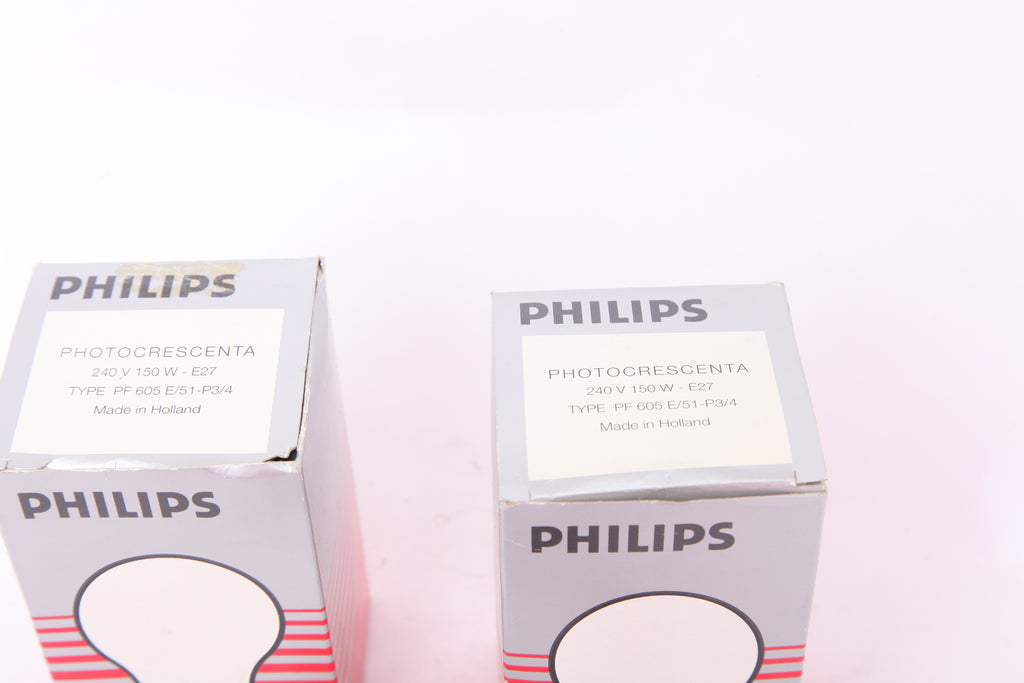 PHILIPS
PHOTOCRESCENTA
240 V 150 W - E27
TYPE PF 605 E/51-P3/4
Made in Holland
PHILIPS
PHILIPS
PHOTOCRESCENTA
240 V 150 W - E27
TYPE PF 605 E/51-P3/4
Made in Holland
PHILIPS